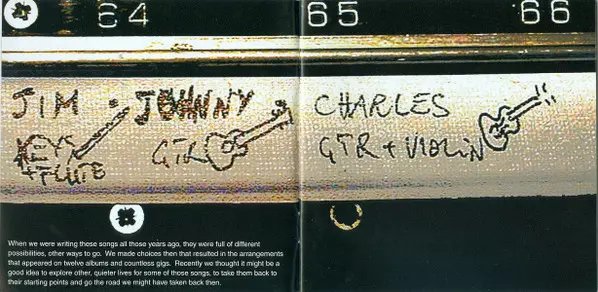 64 65 66
JIM · JOHNNY CHARLES
KEYS GTR GTR + VIOLIN
+ FLUTE
When we were writing these songs all those years ago, they were full of different
possibilities, other ways to go. We made choices then that resulted in the arrangements
that appeared on twelve albums and countless gigs. Recently we thought it might be a
good idea to explore other, quieter lives for some of those songs, to take them back to
their starting points and go the road we might have taken back then.